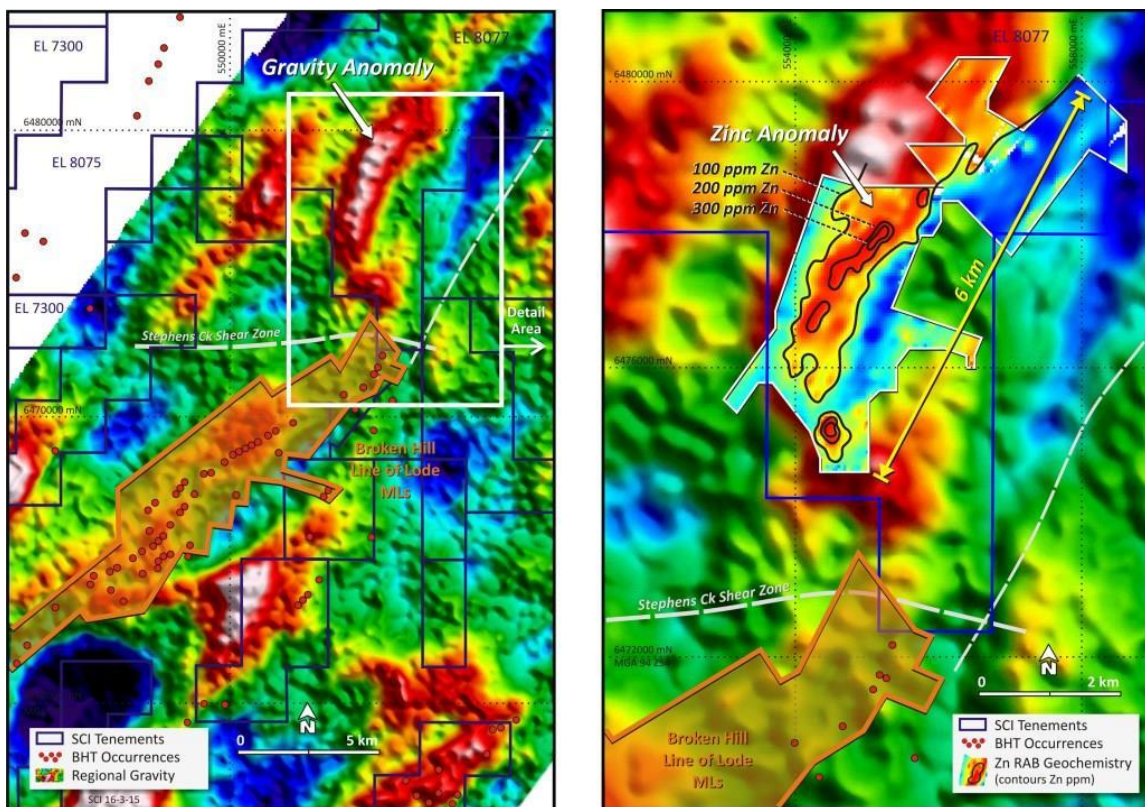 EL 7300
550000 mE
EL 8077
Gravity Anomaly
6480000 mN
EL 8075
EL 7300
Detail
Area
Stephens Ck Shear Zone
6470000 mN
Broken Hill
Line of Lode
MLs
N
0 5 km
SCI Tenements
BHT Occurrences
Regional Gravity
SCI 16-3-15
EL 8077
6480000 mN
Zinc Anomaly
100 ppm Zn
200 ppm Zn
300 ppm Zn
6 km
6476000 mN
Stephens Ck Shear Zone
6472000 mN
N
0 2 km
Broken Hill
Line of Lode
MLs
SCI Tenements
BHT Occurrences
Zn RAB Geochemistry
(contours Zn ppm)